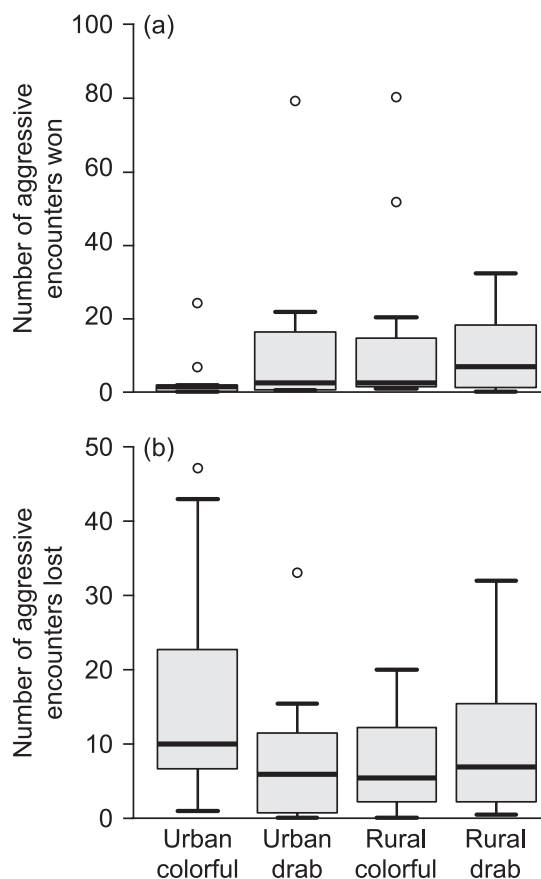 (a)
100
80
60
40
20
0
Number of aggressive
encounters won
(b)
50
40
30
20
10
0
Number of aggressive
encounters lost
Urban
colorful
Urban
drab
Rural
colorful
Rural
drab